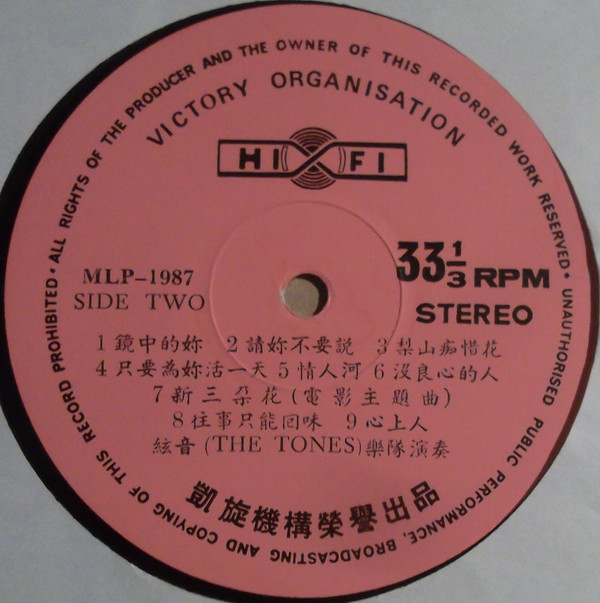 · ALL RIGHTS OF THE PRODUCER AND THE OWNER OF THIS RECORDED WORK RESERVED · UNAUTHORISED PUBLIC PERFORMANCE, BROADCASTING AND COPYING OF THIS RECORD PROHIBITED
VICTORY ORGANISATION
HI FI
MLP-1987
SIDE TWO
33 1/3 RPM
STEREO
1 鏡中的妳 2 請妳不要説 3 梨山痴惜花
4 只要為妳活一天 5 情人河 6 沒良心的人
7 新三朵花(電影主題曲)
8 往事只能回味 9 心上人
絃音(THE TONES)樂隊演奏
凱旋機構榮譽出品